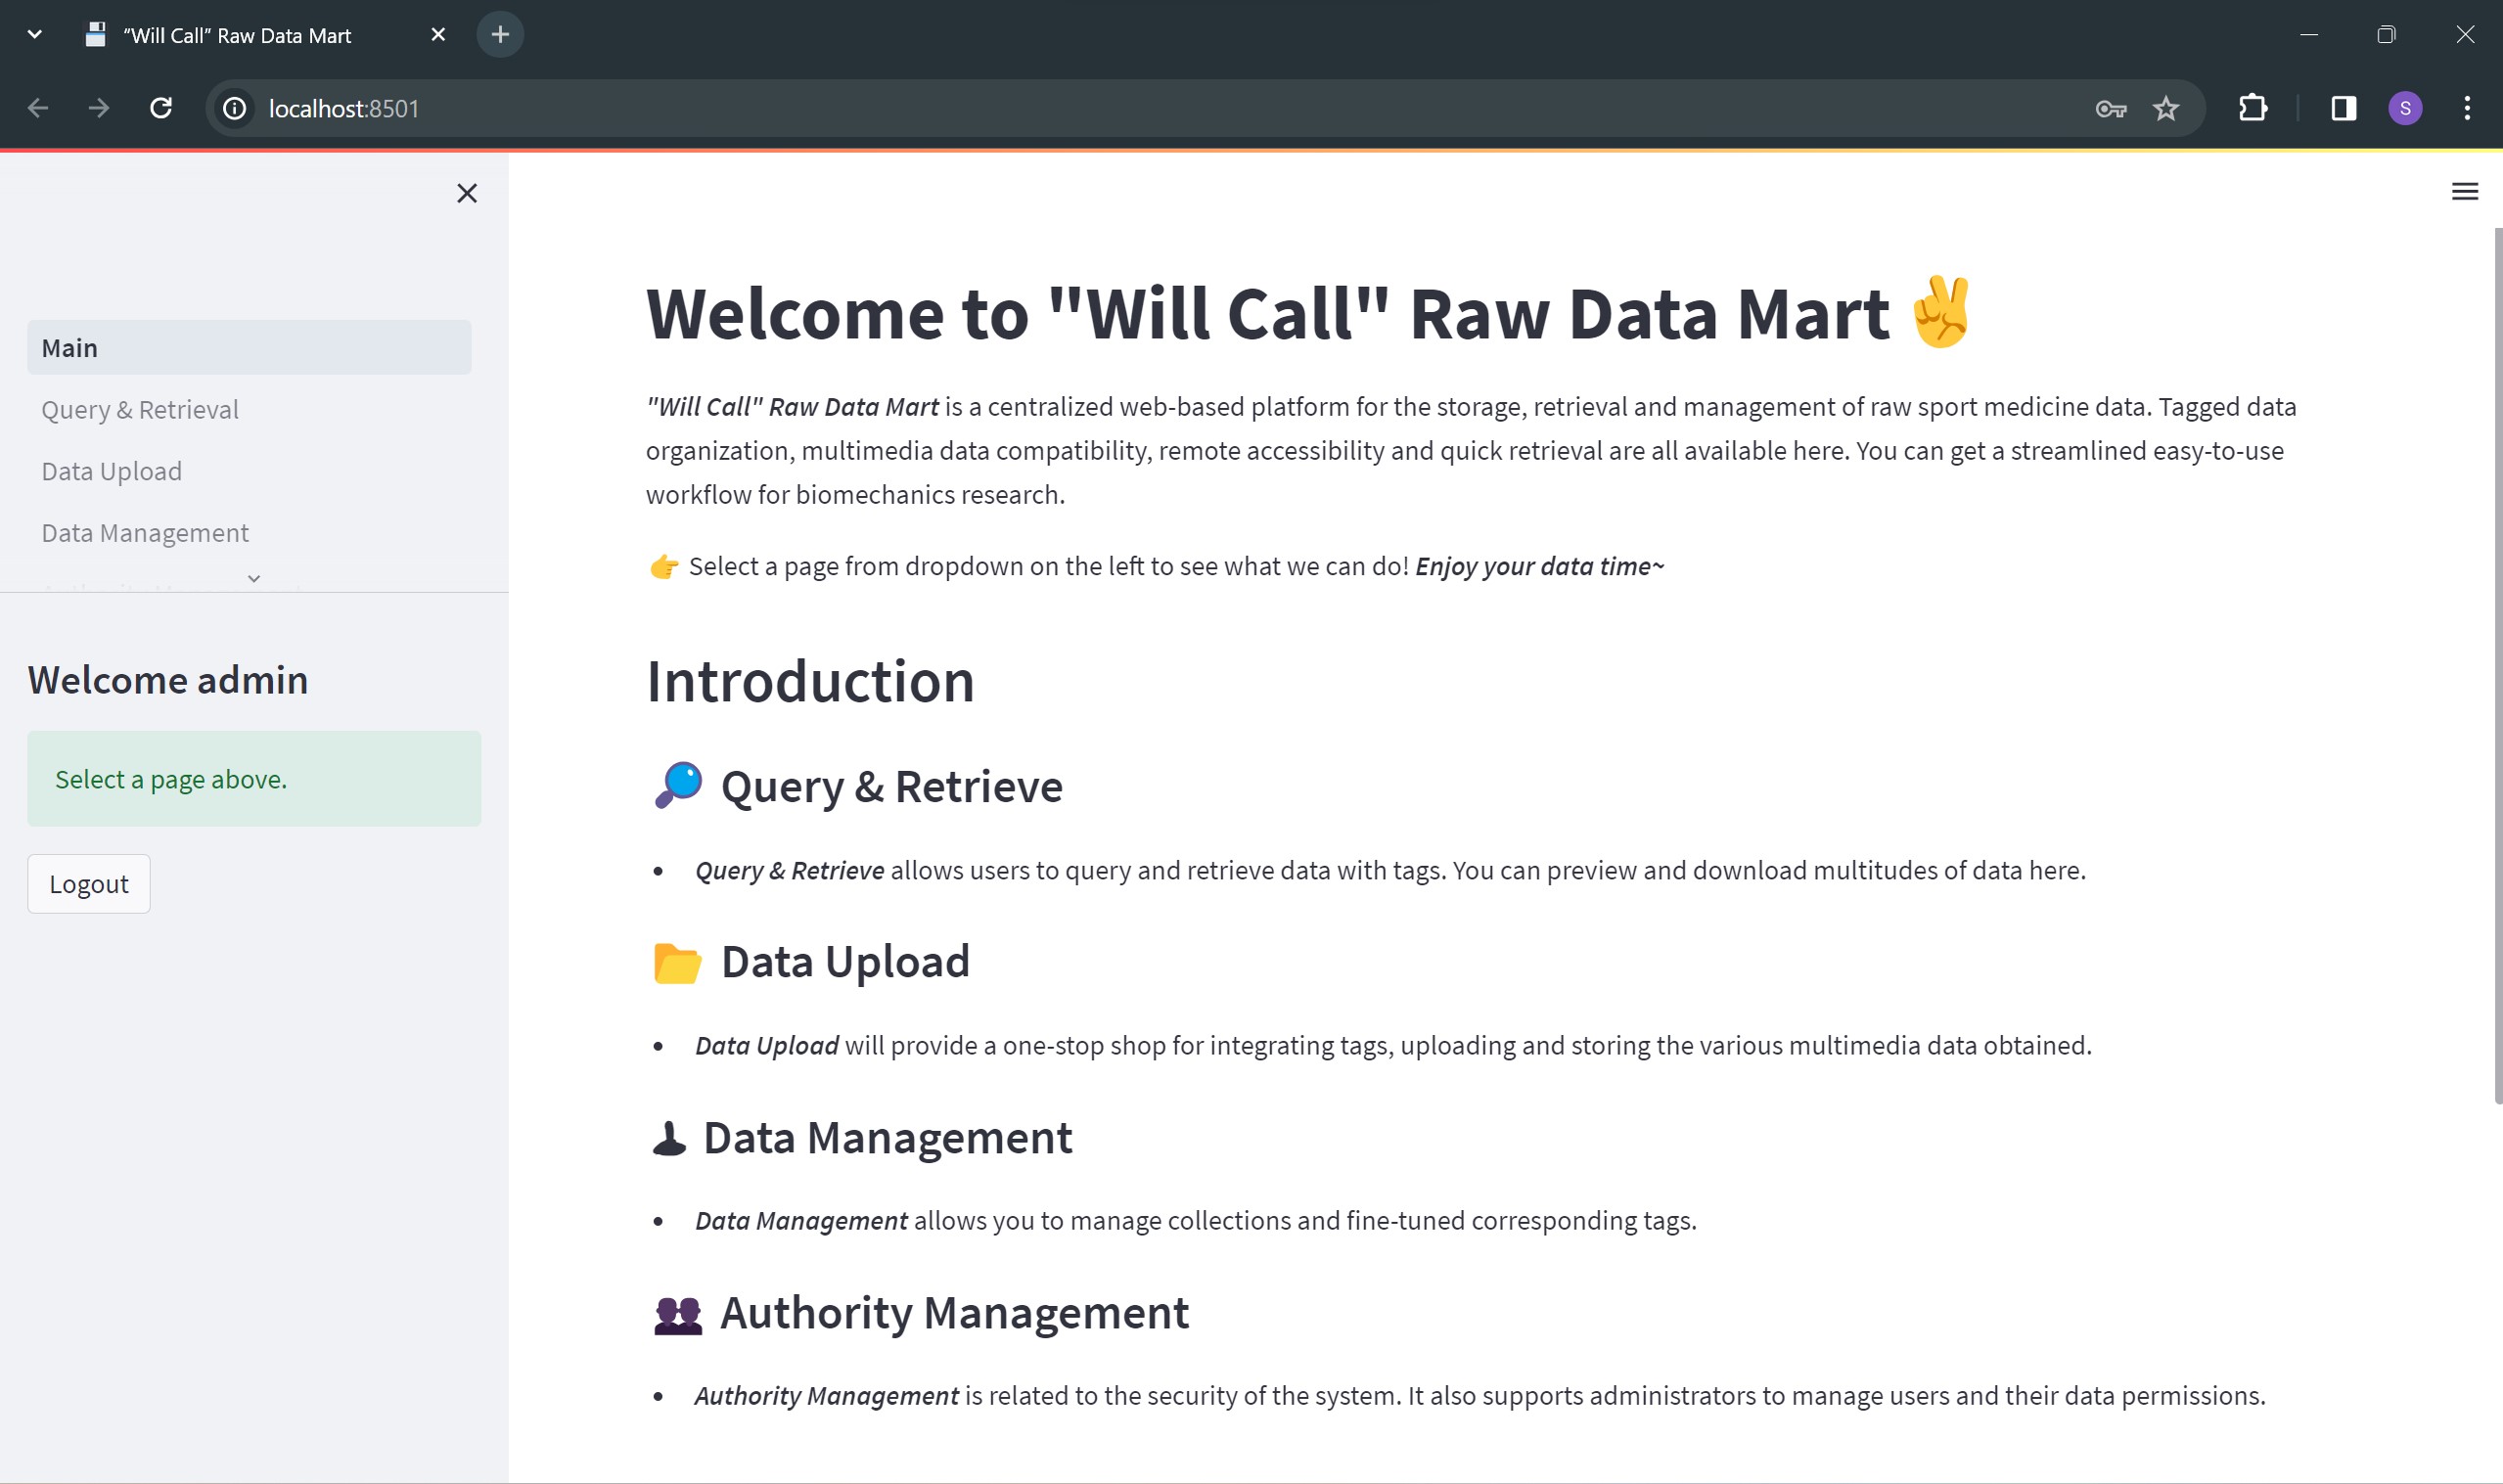 “Will Call” Raw Data Mart
localhost:8501
S
Main
Query & Retrieval
Data Upload
Data Management
Welcome admin
Select a page above.
Logout
Welcome to "Will Call" Raw Data Mart
"Will Call" Raw Data Mart is a centralized web-based platform for the storage, retrieval and management of raw sport medicine data. Tagged data
organization, multimedia data compatibility, remote accessibility and quick retrieval are all available here. You can get a streamlined easy-to-use
workflow for biomechanics research.
Select a page from dropdown on the left to see what we can do! Enjoy your data time~
Introduction
Query & Retrieve
Query & Retrieve allows users to query and retrieve data with tags. You can preview and download multitudes of data here.
Data Upload
Data Upload will provide a one-stop shop for integrating tags, uploading and storing the various multimedia data obtained.
Data Management
Data Management allows you to manage collections and fine-tuned corresponding tags.
Authority Management
Authority Management is related to the security of the system. It also supports administrators to manage users and their data permissions.